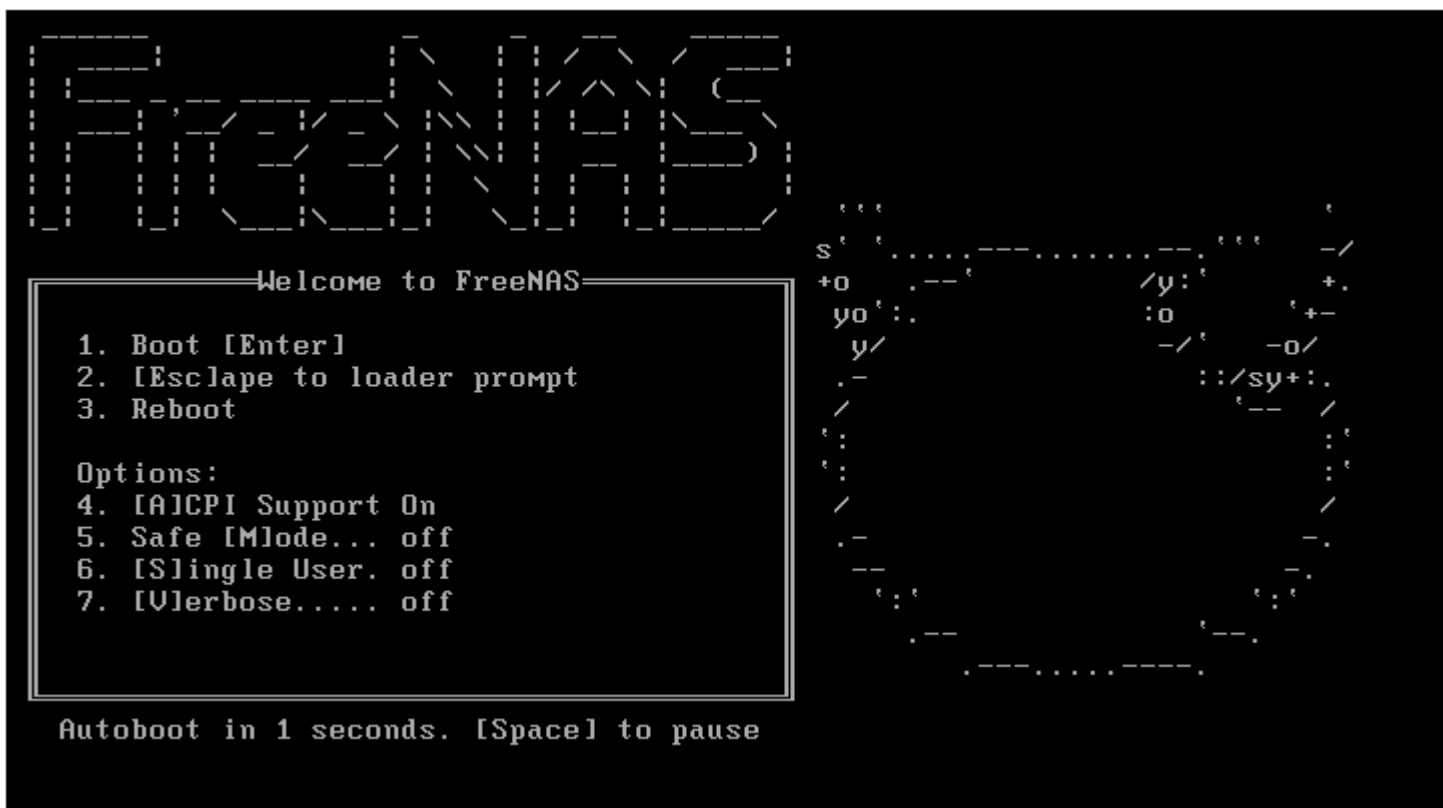 FreeNAS
Welcome to FreeNAS
1. Boot [Enter]
2. [Esc]ape to loader prompt
3. Reboot
Options:
4. [A]CPI Support On
5. Safe [M]ode... off
6. [S]ingle User. off
7. [V]erbose..... off
Autoboot in 1 seconds. [Space] to pause